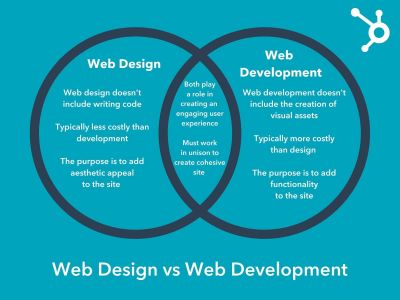 Web Design
Web design doesn't
include writing code
Typically less costly than
development
The purpose is to add
aesthetic appeal
to the site
Both play
a role in
creating an
engaging user
experience
Must work
in unison to
create cohesive
site
Web
Development
Web development doesn't
include the creation of
visual assets
Typically more costly
than design
The purpose is to add
functionality
to the site
Web Design vs Web Development